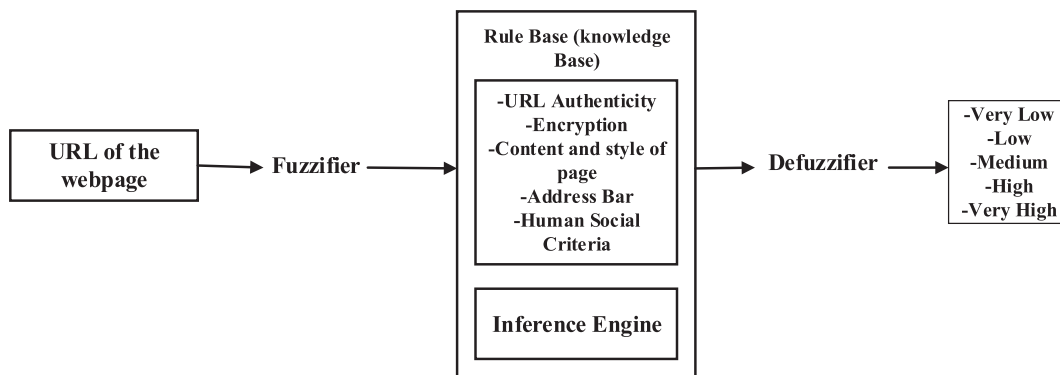 URL of the
webpage
Fuzzifier
Rule Base (knowledge
Base)
-URL Authenticity
-Encryption
-Content and style of
page
-Address Bar
-Human Social
Criteria
Inference Engine
Defuzzifier
-Very Low
-Low
-Medium
-High
-Very High